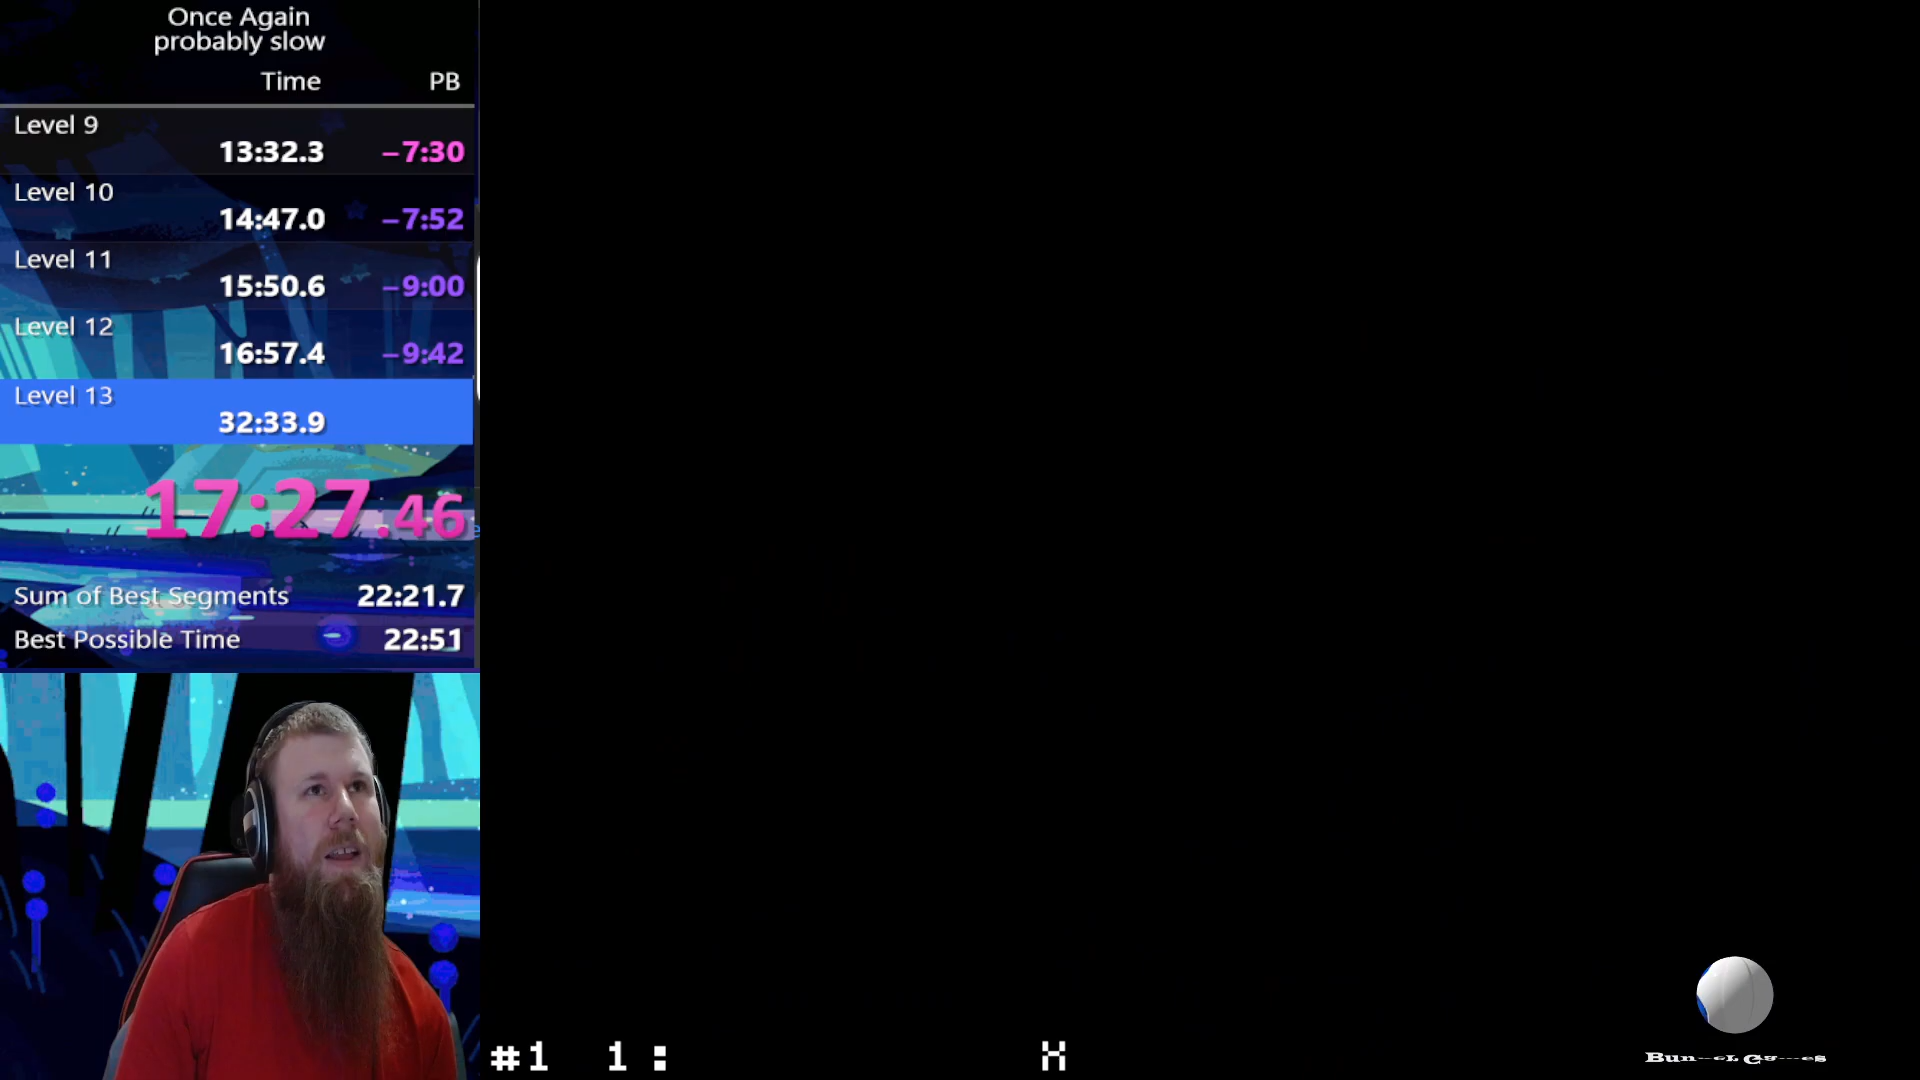 Once Again
probably slow
Time PB
Level 9
13:32.3 −7:30
Level 10
14:47.0 −7:52
Level 11
15:50.6 −9:00
Level 12
16:57.4 −9:42
Level 13
32:33.9
17:27.46
Sum of Best Segments 22:21.7
Best Possible Time 22:51
#1 1: